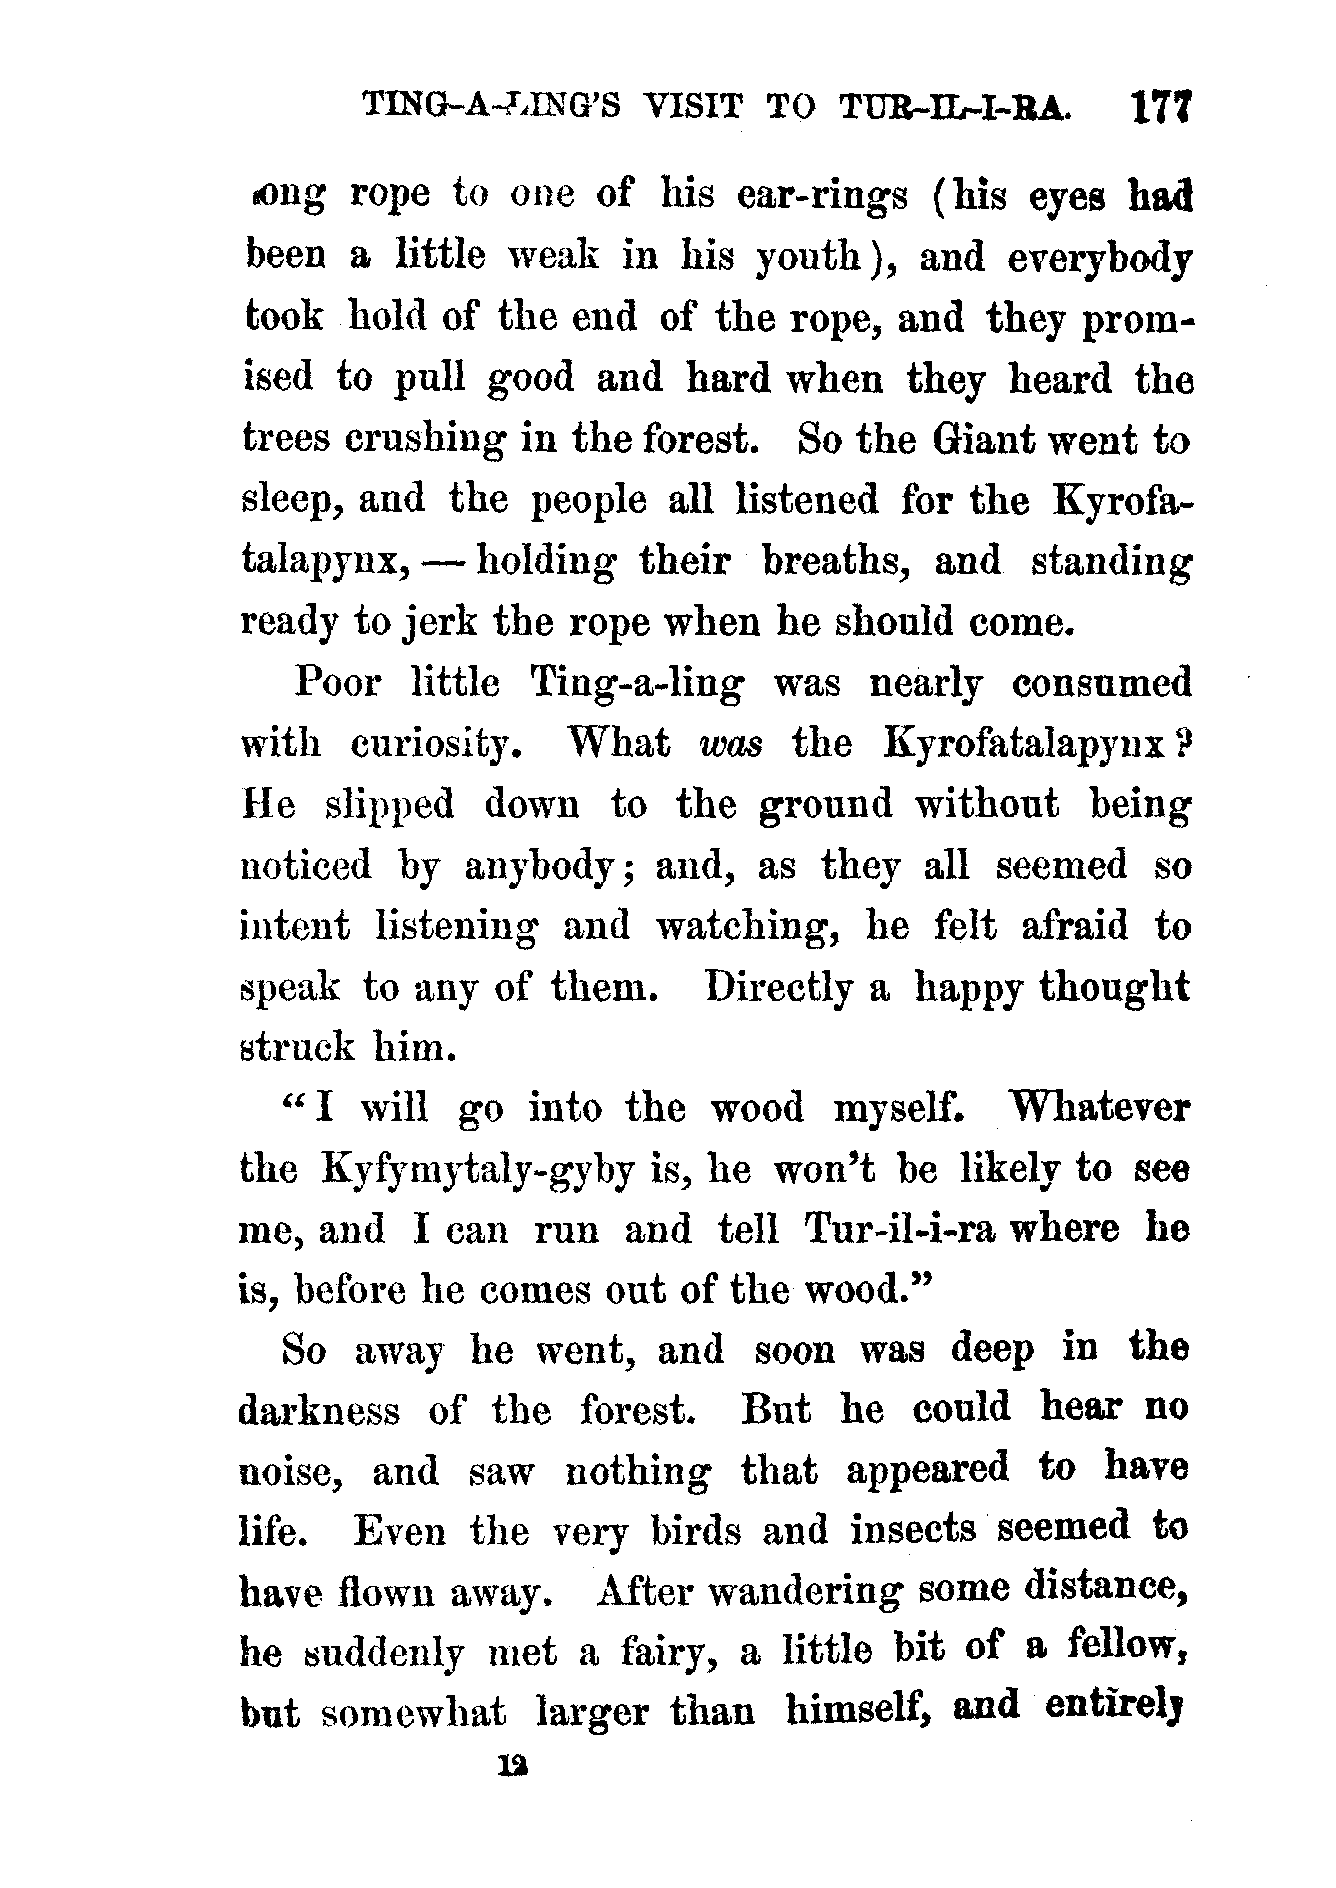 TING-A-LING'S VISIT TO TUR-IL-I-RA. 177
long rope to one of his ear-rings (his eyes had
been a little weak in his youth), and everybody
took hold of the end of the rope, and they prom-
ised to pull good and hard when they heard the
trees crushing in the forest. So the Giant went to
sleep, and the people all listened for the Kyrofa-
talapynx, — holding their breaths, and standing
ready to jerk the rope when he should come.
Poor little Ting-a-ling was nearly consumed
with curiosity. What was the Kyrofatalapynx?
He slipped down to the ground without being
noticed by anybody; and, as they all seemed so
intent listening and watching, he felt afraid to
speak to any of them. Directly a happy thought
struck him.
"I will go into the wood myself. Whatever
the Kyfymytaly-gyby is, he won't be likely to see
me, and I can run and tell Tur-il-i-ra where he
is, before he comes out of the wood."
So away he went, and soon was deep in the
darkness of the forest. But he could hear no
noise, and saw nothing that appeared to have
life. Even the very birds and insects seemed to
have flown away. After wandering some distance,
he suddenly met a fairy, a little bit of a fellow,
but somewhat larger than himself, and entirely
12